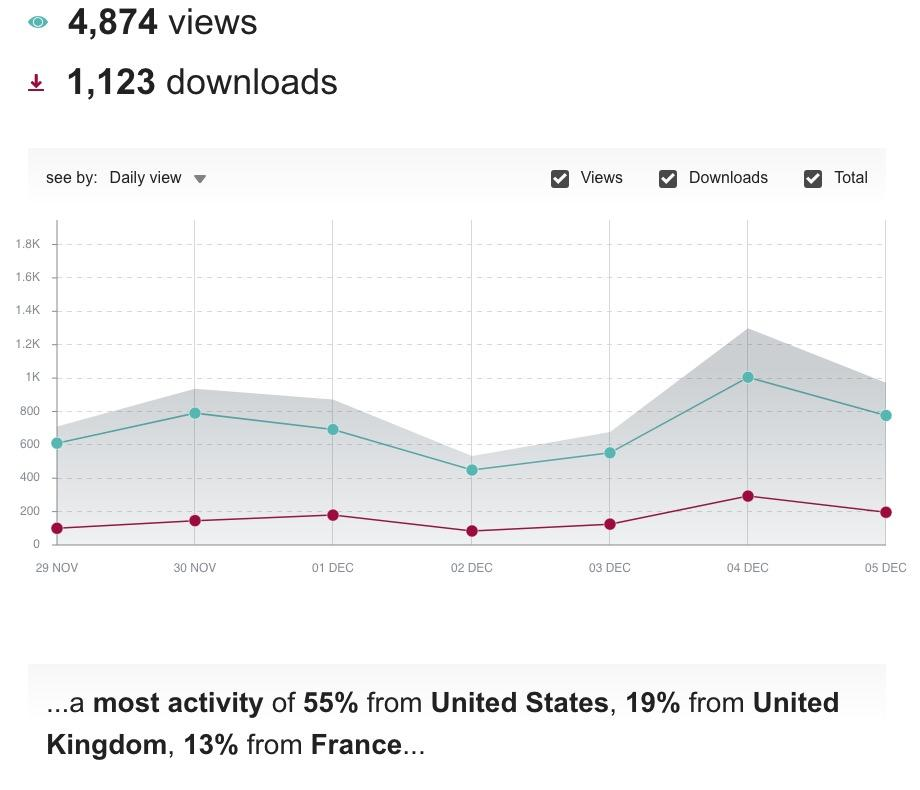 4,874 views
1,123 downloads
see by: Daily view Views Downloads Total
1.8K
1.6K
1.4K
1.2K
1K
800
600
400
200
0
29 NOV 30 NOV 01 DEC 02 DEC 03 DEC 04 DEC 05 DEC
...a most activity of 55% from United States, 19% from United
Kingdom, 13% from France...